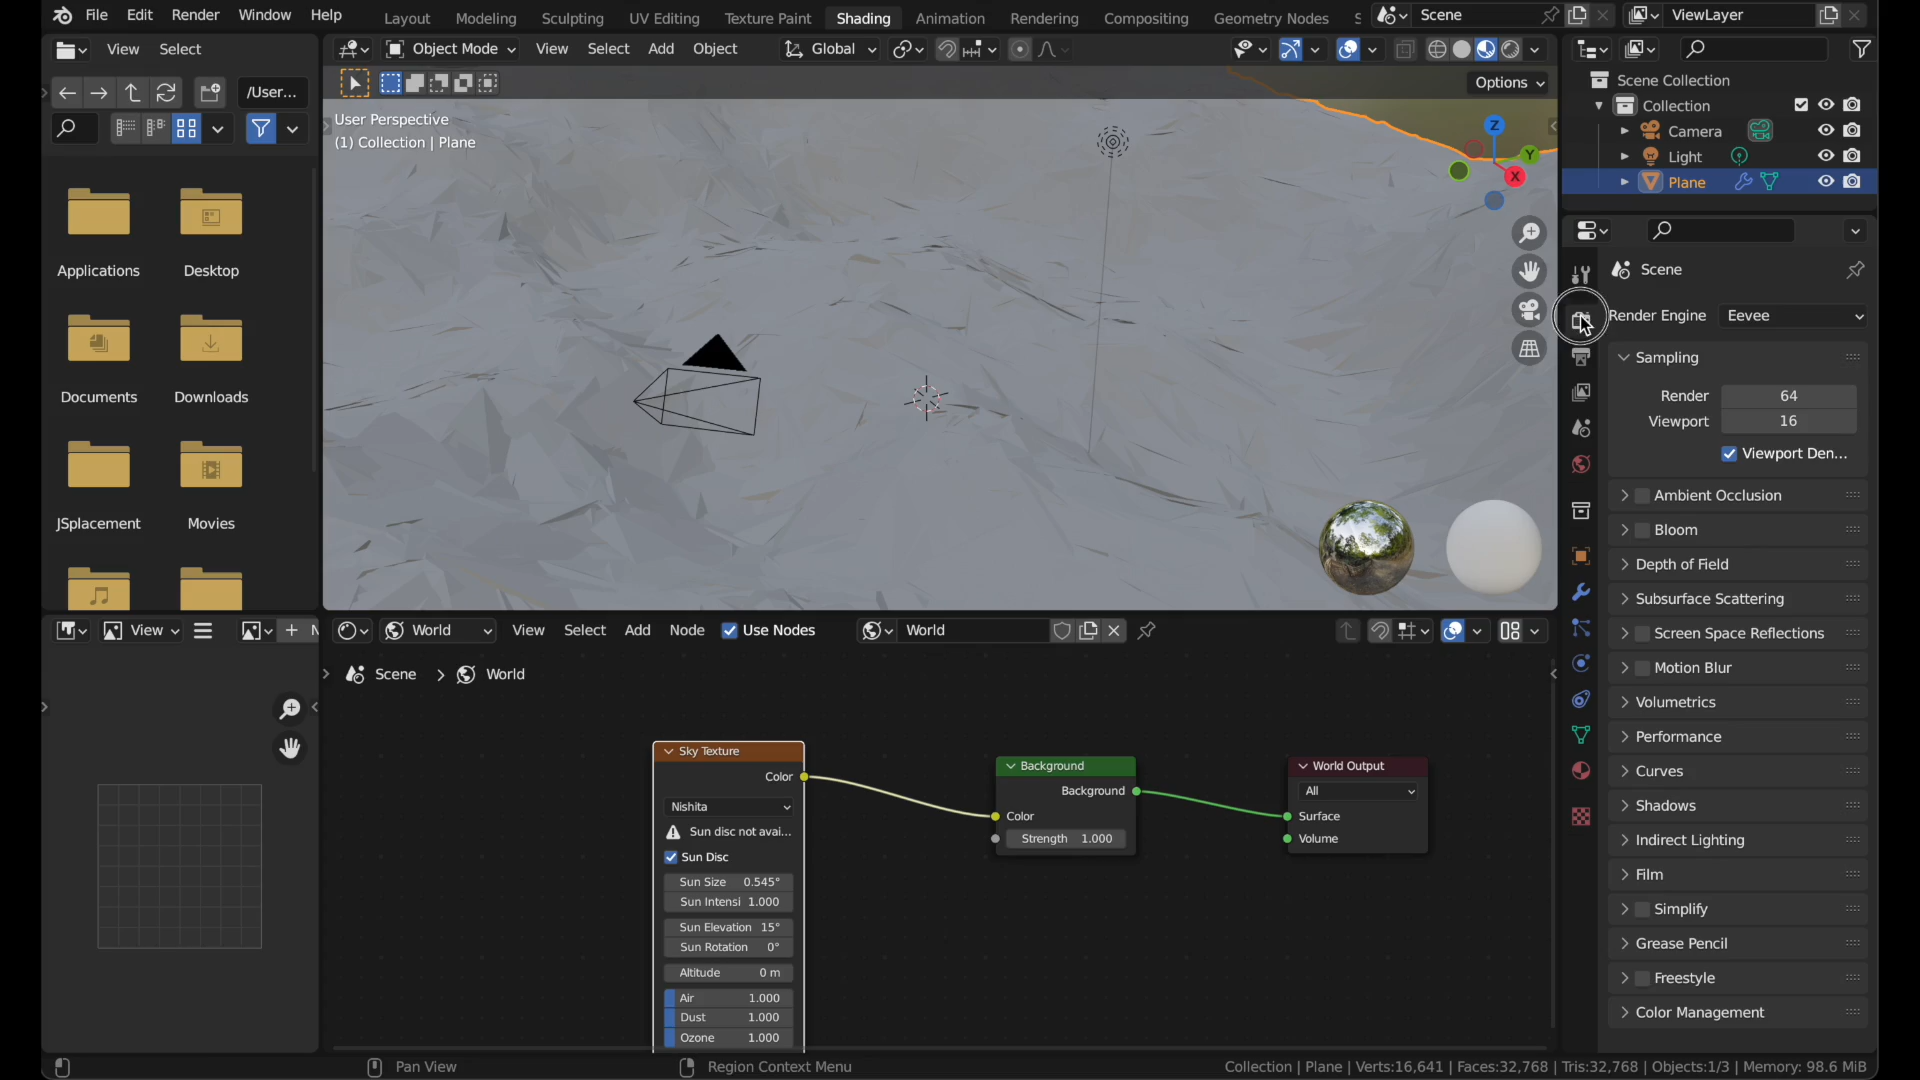 File Edit Render Window Help Layout Modeling Sculpting UV Editing Texture Paint Shading Animation Rendering Compositing Geometry Nodes S Scene ViewLayer
View Select
Object Mode View Select Add Object Global
/User...
Options
User Perspective
(1) Collection | Plane
Z
Y
X
Applications Desktop
Documents Downloads
JSplacement Movies
Scene Collection
Collection
Camera
Light
Plane
Scene
Render Engine Eevee
Sampling
Render 64
Viewport 16
Viewport Den...
Ambient Occlusion
Bloom
Depth of Field
Subsurface Scattering
Screen Space Reflections
Motion Blur
Volumetrics
Performance
Curves
Shadows
Indirect Lighting
Film
Simplify
Grease Pencil
Freestyle
Color Management
View N
World View Select Add Node Use Nodes World
Scene World
Sky Texture
Color
Nishita
Sun disc not avai...
Sun Disc
Sun Size 0.545°
Sun Intensi 1.000
Sun Elevation 15°
Sun Rotation 0°
Altitude 0 m
Air 1.000
Dust 1.000
Ozone 1.000
Background
Background
Color
Strength 1.000
World Output
All
Surface
Volume
Pan View Region Context Menu Collection | Plane | Verts:16,641 | Faces:32,768 | Tris:32,768 | Objects:1/3 | Memory: 98.6 MiB